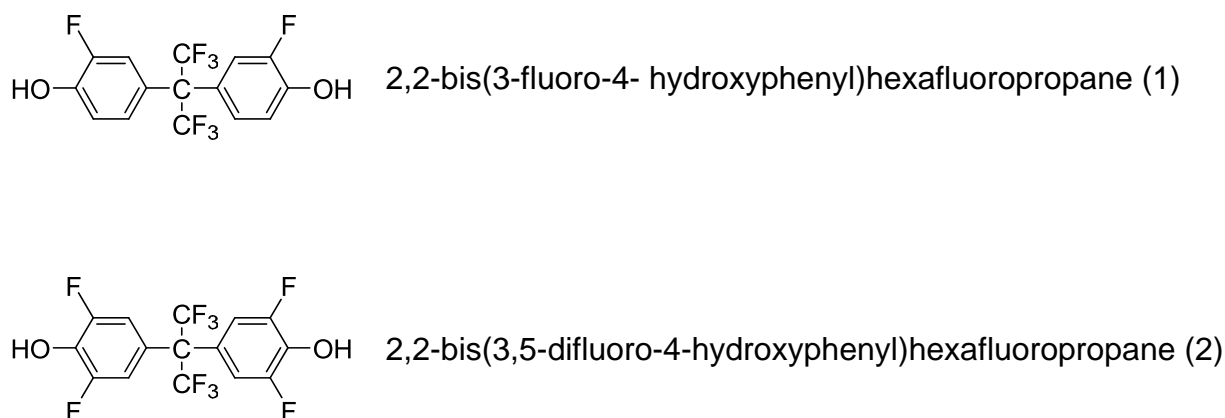 F
F
CF3
HO
C
OH
CF3
2,2-bis(3-fluoro-4- hydroxyphenyl)hexafluoropropane (1)
F
F
CF3
HO
C
OH
CF3
F
F
2,2-bis(3,5-difluoro-4-hydroxyphenyl)hexafluoropropane (2)